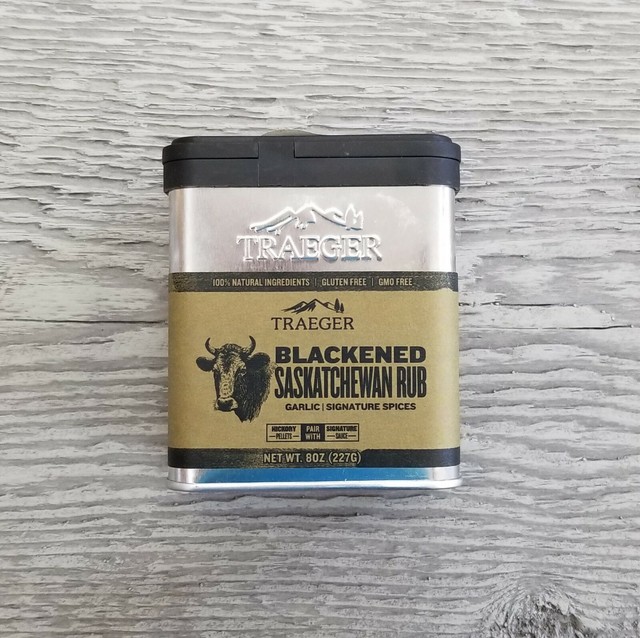 TRAEGER
100% NATURAL INGREDIENTS | GLUTEN FREE | GMO FREE
TRAEGER
BLACKENED
SASKATCHEWAN RUB
GARLIC | SIGNATURE SPICES
HICKORY PELLETS PAIR WITH SIGNATURE SAUCE
NET WT. 8OZ (227G)